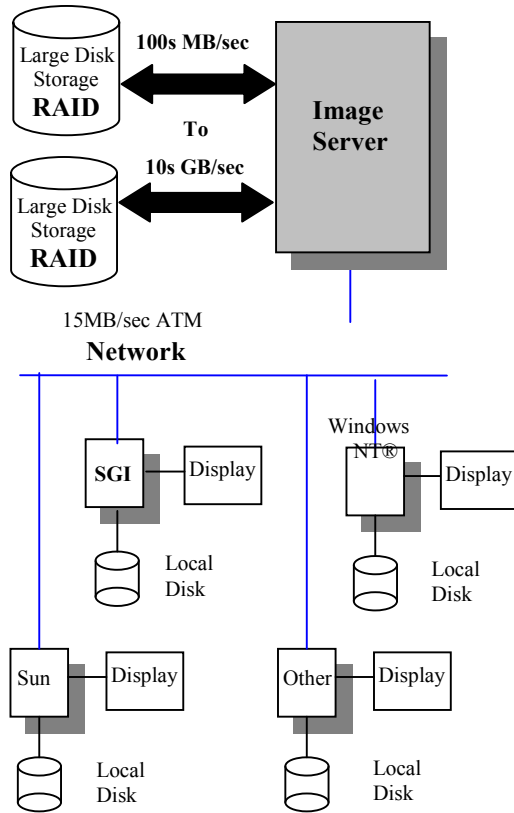 Large Disk
Storage
RAID
100s MB/sec
To
10s GB/sec
Image
Server
Large Disk
Storage
RAID
15MB/sec ATM
Network
SGI
Display
Local
Disk
Windows
NT®
Display
Local
Disk
Sun
Display
Local
Disk
Other
Display
Local
Disk